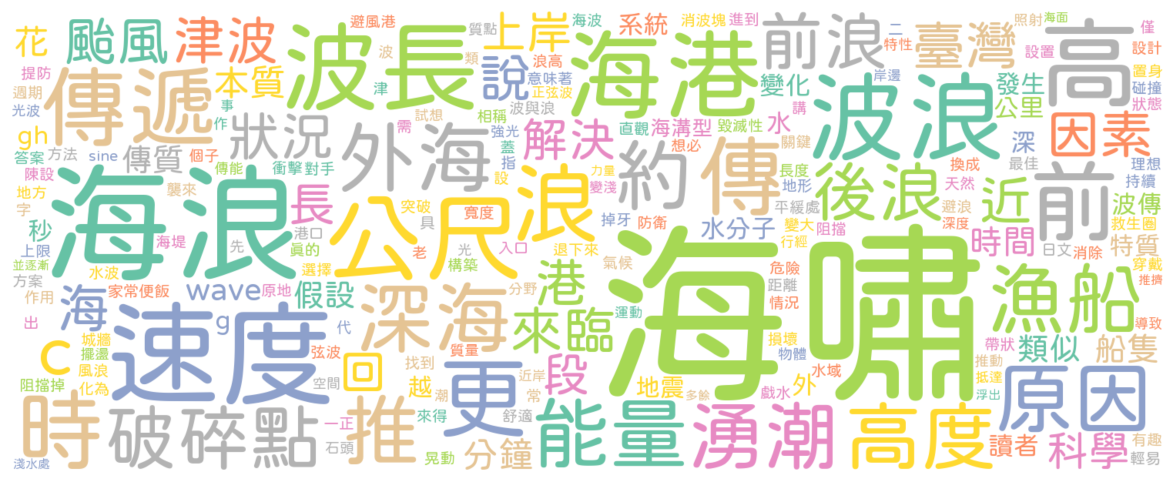 花 颱風 津波 避風港 波 波長 質點 上岸 海波 系統 消波塊 進到 二 前浪 特性 臺灣 照射 海面 高 僅 設計
提防 傳遞 本質 類 津 說 意味著 浪高 正弦波 海港 變化 岸邊 波浪 發生 設置 置身 碰撞
週期 光波 事 作 試想 相稱 波與浪 直觀 毀滅性 講 公里 因素 狀態
gh 狀況 外海 需 強光 解決 海溝型 水 深
答案 方法 sine 傳質 個子 傳能 衝擊對手 蓋 指 設 約 想必 傳 關鍵 長度 後浪 換成 最佳 前 理想
陳設 地方 字 海浪 襲來 長 突破 力量 變淺 地形 平緩處 近 天然 持續 波傳
秒 先 港口 公尺 具 寬度 浪 掉牙 防衛 水分子 變大 阻擋 避浪 深度 救生圈
上限 海堤 真的 老 光 入口 退下來 行經 時間 日文 消除 特質
並逐漸 水波 選擇 構築 氣候 海嘯 危險 穿戴 推擠
方案 作用 家常便飯 wave 原地 假設 深海 分野 港 距離 情況 漁船
出 海 速度 g 代 來臨 運動 導致
城牆 擺盪 c 弦波 質量 損壞 帶狀 類似 船隻
阻擋掉 風浪 化為 空間 回 找到 越 更 近岸 段 地震 外 物體 水域 推動 抵達
時 破碎點 推 潮 常 多餘 戲水 浮出 原因
一正 來得 舒適 能量 湧潮 高度 讀者 科學 有趣
淺水處 石頭 晃動 分鐘 輕易